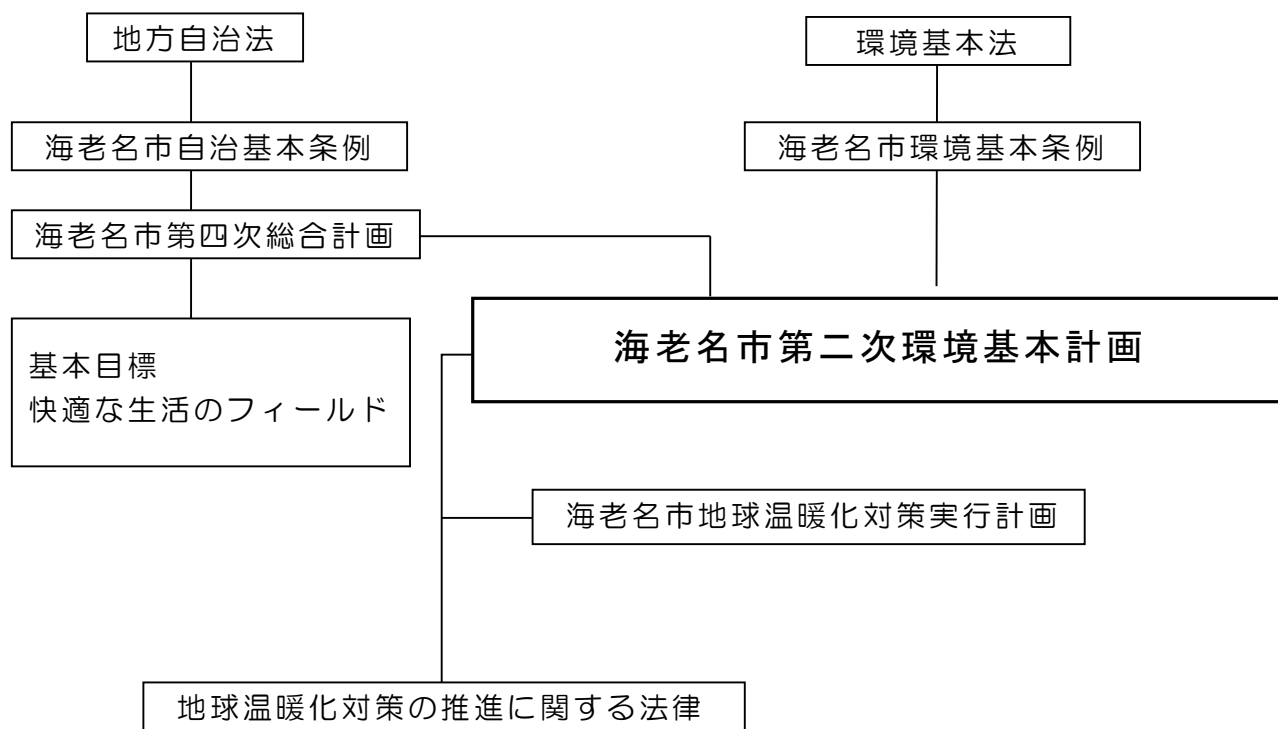 地方自治法
環境基本法
海老名市自治基本条例
海老名市環境基本条例
海老名市第四次総合計画
海老名市第二次環境基本計画
基本目標
快適な生活のフィールド
海老名市地球温暖化対策実行計画
地球温暖化対策の推進に関する法律